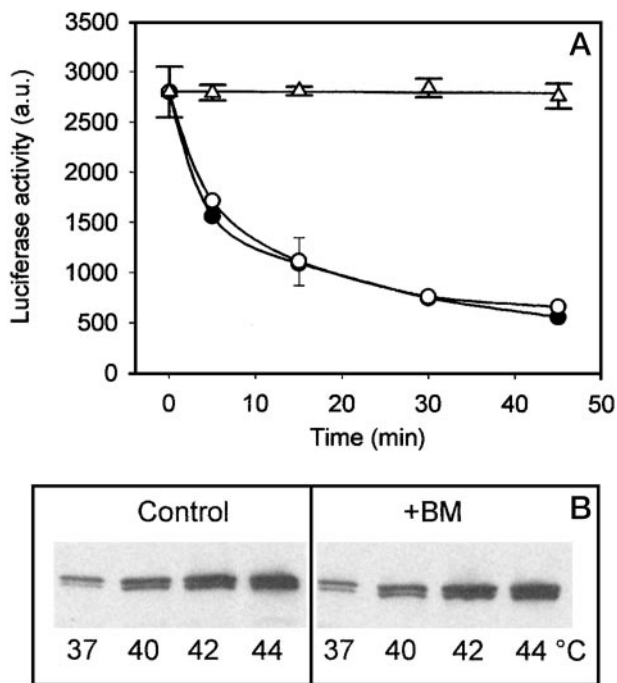 A
Luciferase activity (a.u.)
3500
3000
2500
2000
1500
1000
500
0
0 10 20 30 40 50
Time (min)
Control +BM B
37 40 42 44 37 40 42 44 °C